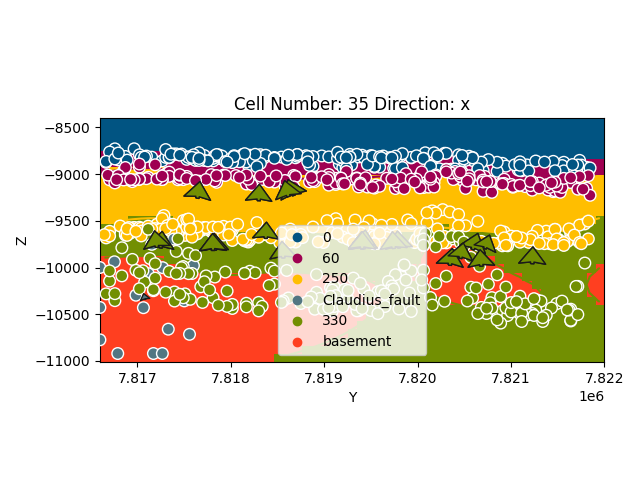 Cell Number: 35 Direction: x
−8500
−9000
−9500
−10000
−10500
−11000
Z
0
60
250
Claudius_fault
330
basement
7.817
7.818
7.819
7.820
7.821
7.822
1e6
Y